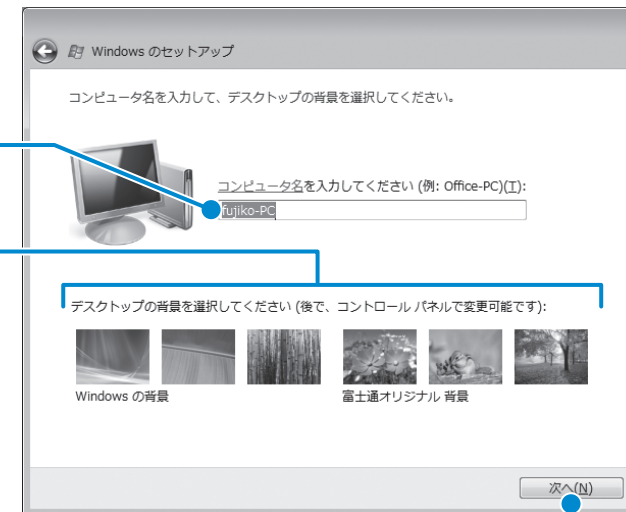 Windows のセットアップ
コンピュータ名を入力して、デスクトップの背景を選択してください。
コンピュータ名を入力してください (例: Office-PC)(T):
fujiko-PC
デスクトップの背景を選択してください (後で、コントロール パネルで変更可能です):
Windows の背景
富士通オリジナル 背景
次へ(N)